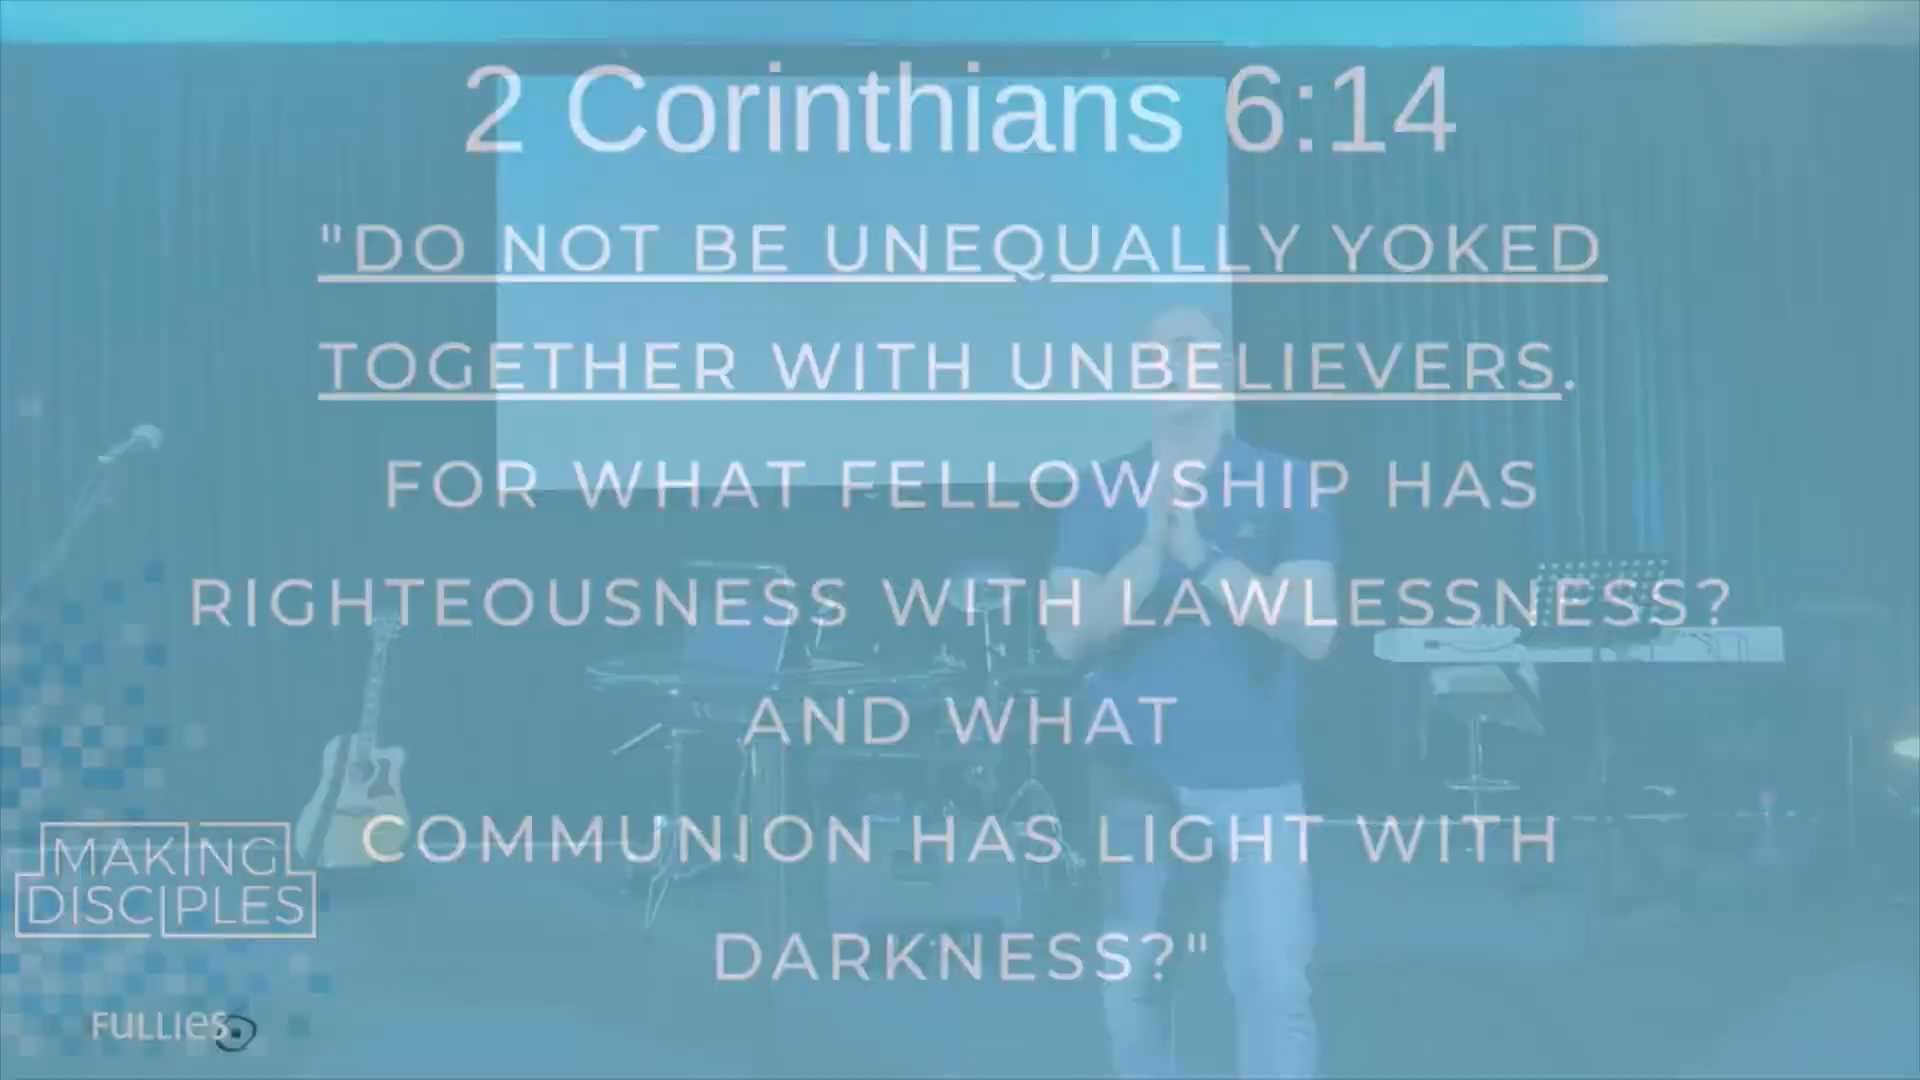 2 Corinthians 6:14
"DO NOT BE UNEQUALLY YOKED
TOGETHER WITH UNBELIEVERS.
FOR WHAT FELLOWSHIP HAS
RIGHTEOUSNESS WITH LAWLESSNESS?
AND WHAT
COMMUNION HAS LIGHT WITH
DARKNESS?"
MAKING
DISCIPLES
FULLIES